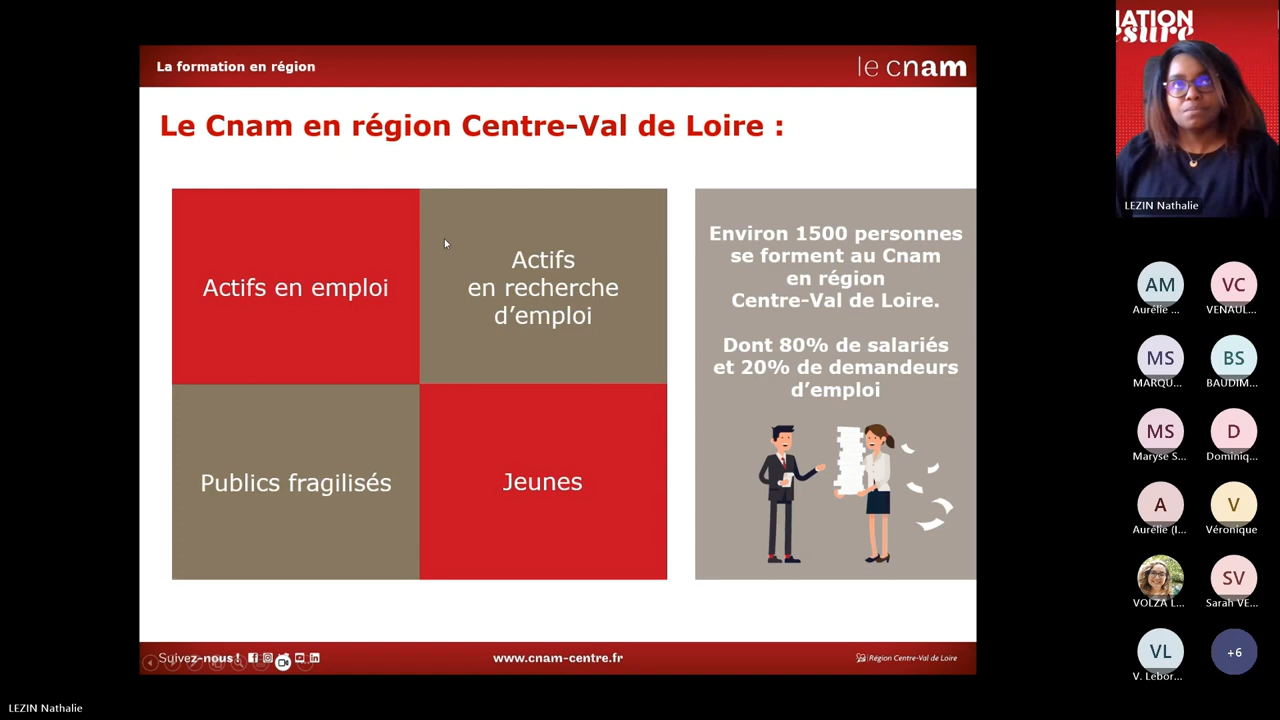 La formation en région
le cnam
Le Cnam en région Centre-Val de Loire :
Actifs en emploi
Actifs
en recherche
d’emploi
Publics fragilisés
Jeunes
Environ 1500 personnes
se forment au Cnam
en région
Centre-Val de Loire.
Dont 80% de salariés
et 20% de demandeurs
d’emploi
Suivez-nous !
www.cnam-centre.fr
Région Centre-Val de Loire
LEZIN Nathalie
AM
Aurélie ...
VC
VENAUL...
MS
MARQU...
BS
BAUDIM...
MS
Maryse S...
D
Dominiq...
A
Aurélie (I...
V
Véronique
VOLZA L...
SV
Sarah VE...
VL
V. Lebor...
+6
LEZIN Nathalie